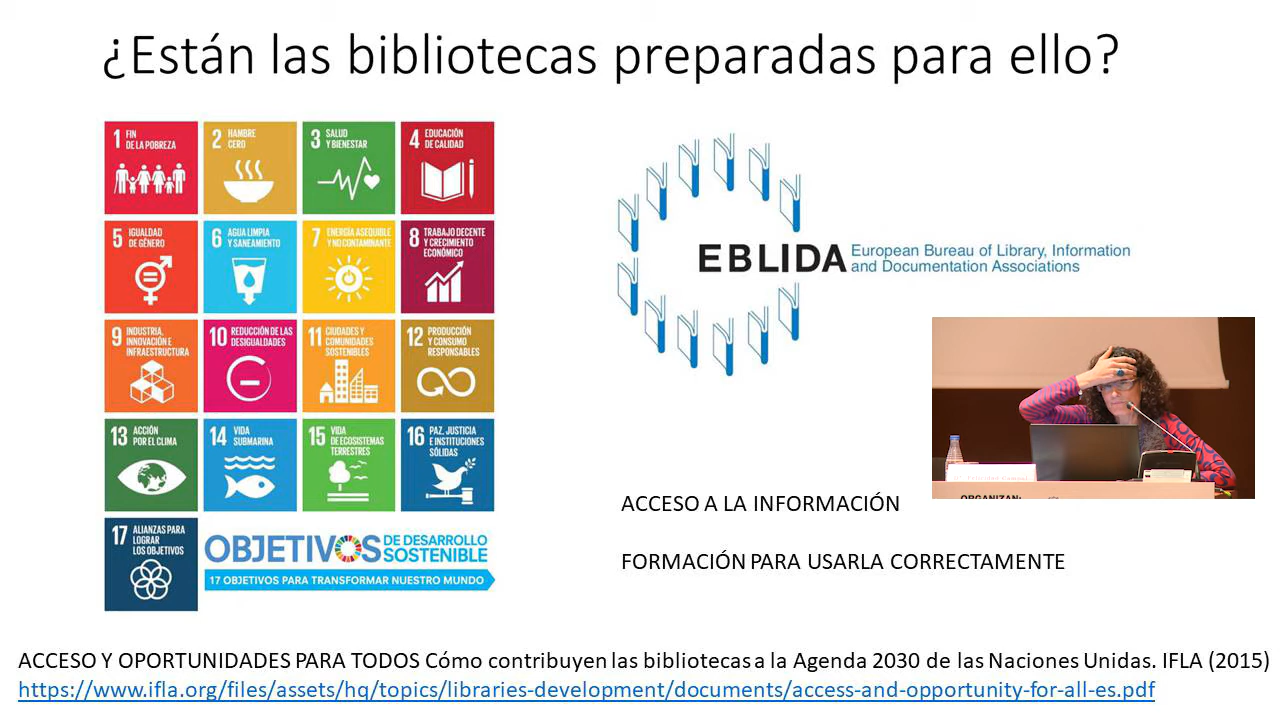 ¿Están las bibliotecas preparadas para ello?
1 FIN
DE LA POBREZA
2 HAMBRE
CERO
3 SALUD
Y BIENESTAR
4 EDUCACIÓN
DE CALIDAD
5 IGUALDAD
DE GÉNERO
6 AGUA LIMPIA
Y SANEAMIENTO
7 ENERGÍA ASEQUIBLE
Y NO CONTAMINANTE
8 TRABAJO DECENTE
Y CRECIMIENTO
ECONÓMICO
9 INDUSTRIA,
INNOVACIÓN E
INFRAESTRUCTURA
10 REDUCCIÓN DE LAS
DESIGUALDADES
11 CIUDADES Y
COMUNIDADES
SOSTENIBLES
12 PRODUCCIÓN
Y CONSUMO
RESPONSABLES
13 ACCIÓN
POR EL CLIMA
14 VIDA
SUBMARINA
15 VIDA
DE ECOSISTEMAS
TERRESTRES
16 PAZ, JUSTICIA
E INSTITUCIONES
SÓLIDAS
17 ALIANZAS PARA
LOGRAR
LOS OBJETIVOS
OBJETIVOS DE DESARROLLO
SOSTENIBLE
17 OBJETIVOS PARA TRANSFORMAR NUESTRO MUNDO
EBLIDA European Bureau of Library, Information
and Documentation Associations
ORGANIZAN:
ACCESO A LA INFORMACIÓN
FORMACIÓN PARA USARLA CORRECTAMENTE
ACCESO Y OPORTUNIDADES PARA TODOS Cómo contribuyen las bibliotecas a la Agenda 2030 de las Naciones Unidas. IFLA (2015)
https://www.ifla.org/files/assets/hq/topics/libraries-development/documents/access-and-opportunity-for-all-es.pdf